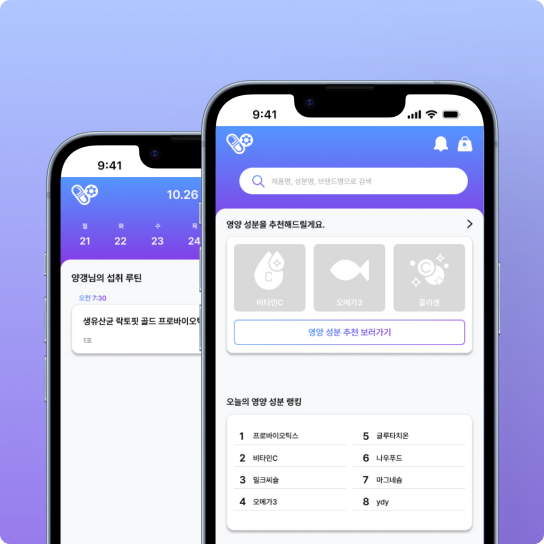 9:41
10.26
월 화 수 목
21 22 23 24
양갱님의 섭취 루틴
오전 7:30
생유산균 락토핏 골드 프로바이오틱
1포
9:41
제품명, 성분명, 브랜드명으로 검색
영양 성분을 추천해드릴게요.
비타민C 오메가3 콜라겐
영양 성분 추천 보러가기
오늘의 영양 성분 랭킹
1 프로바이오틱스
2 비타민C
3 밀크씨슬
4 오메가3
5 글루타치온
6 나우푸드
7 마그네슘
8 ydy